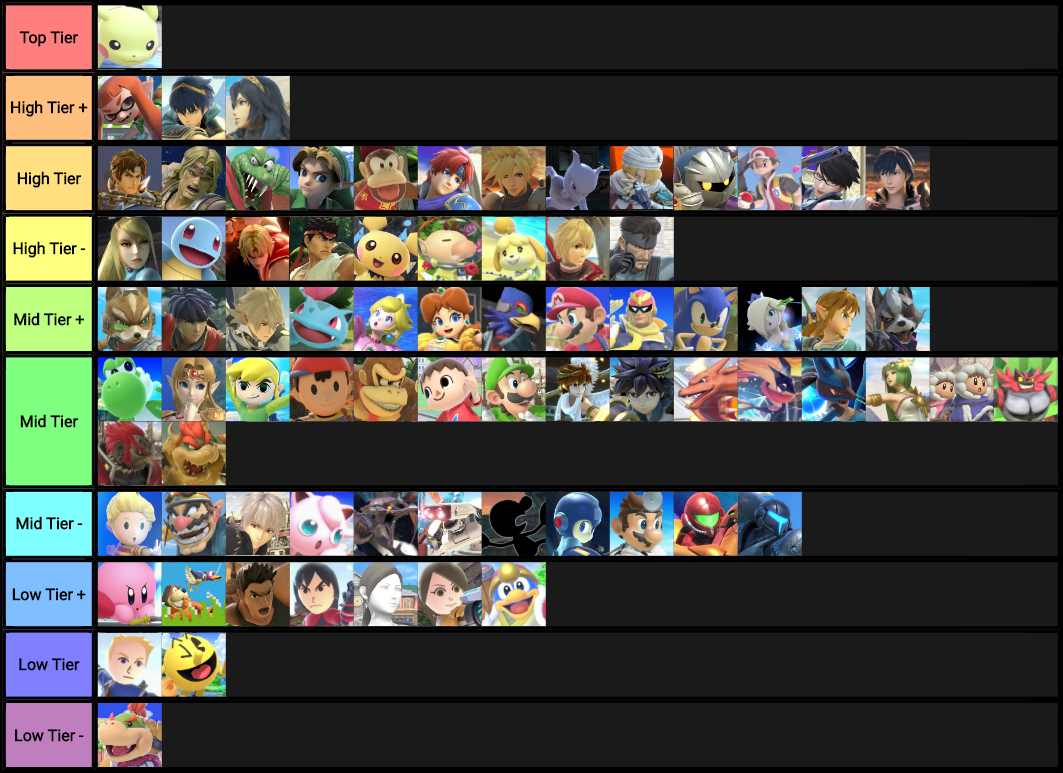 Top Tier
High Tier +
High Tier
High Tier -
Mid Tier +
Mid Tier
Mid Tier -
Low Tier +
Low Tier
Low Tier -